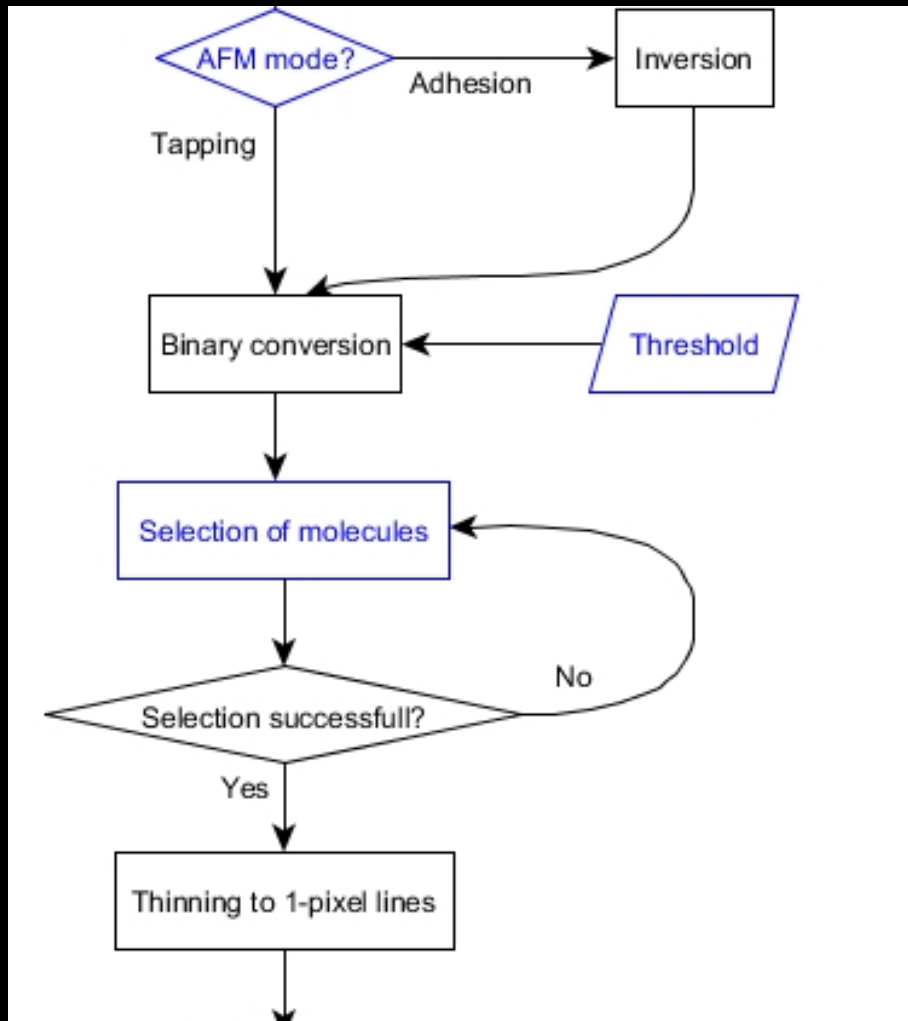 AFM mode?
Inversion
Adhesion
Tapping
Binary conversion
Threshold
Selection of molecules
No
Selection successfull?
Yes
Thinning to 1-pixel lines